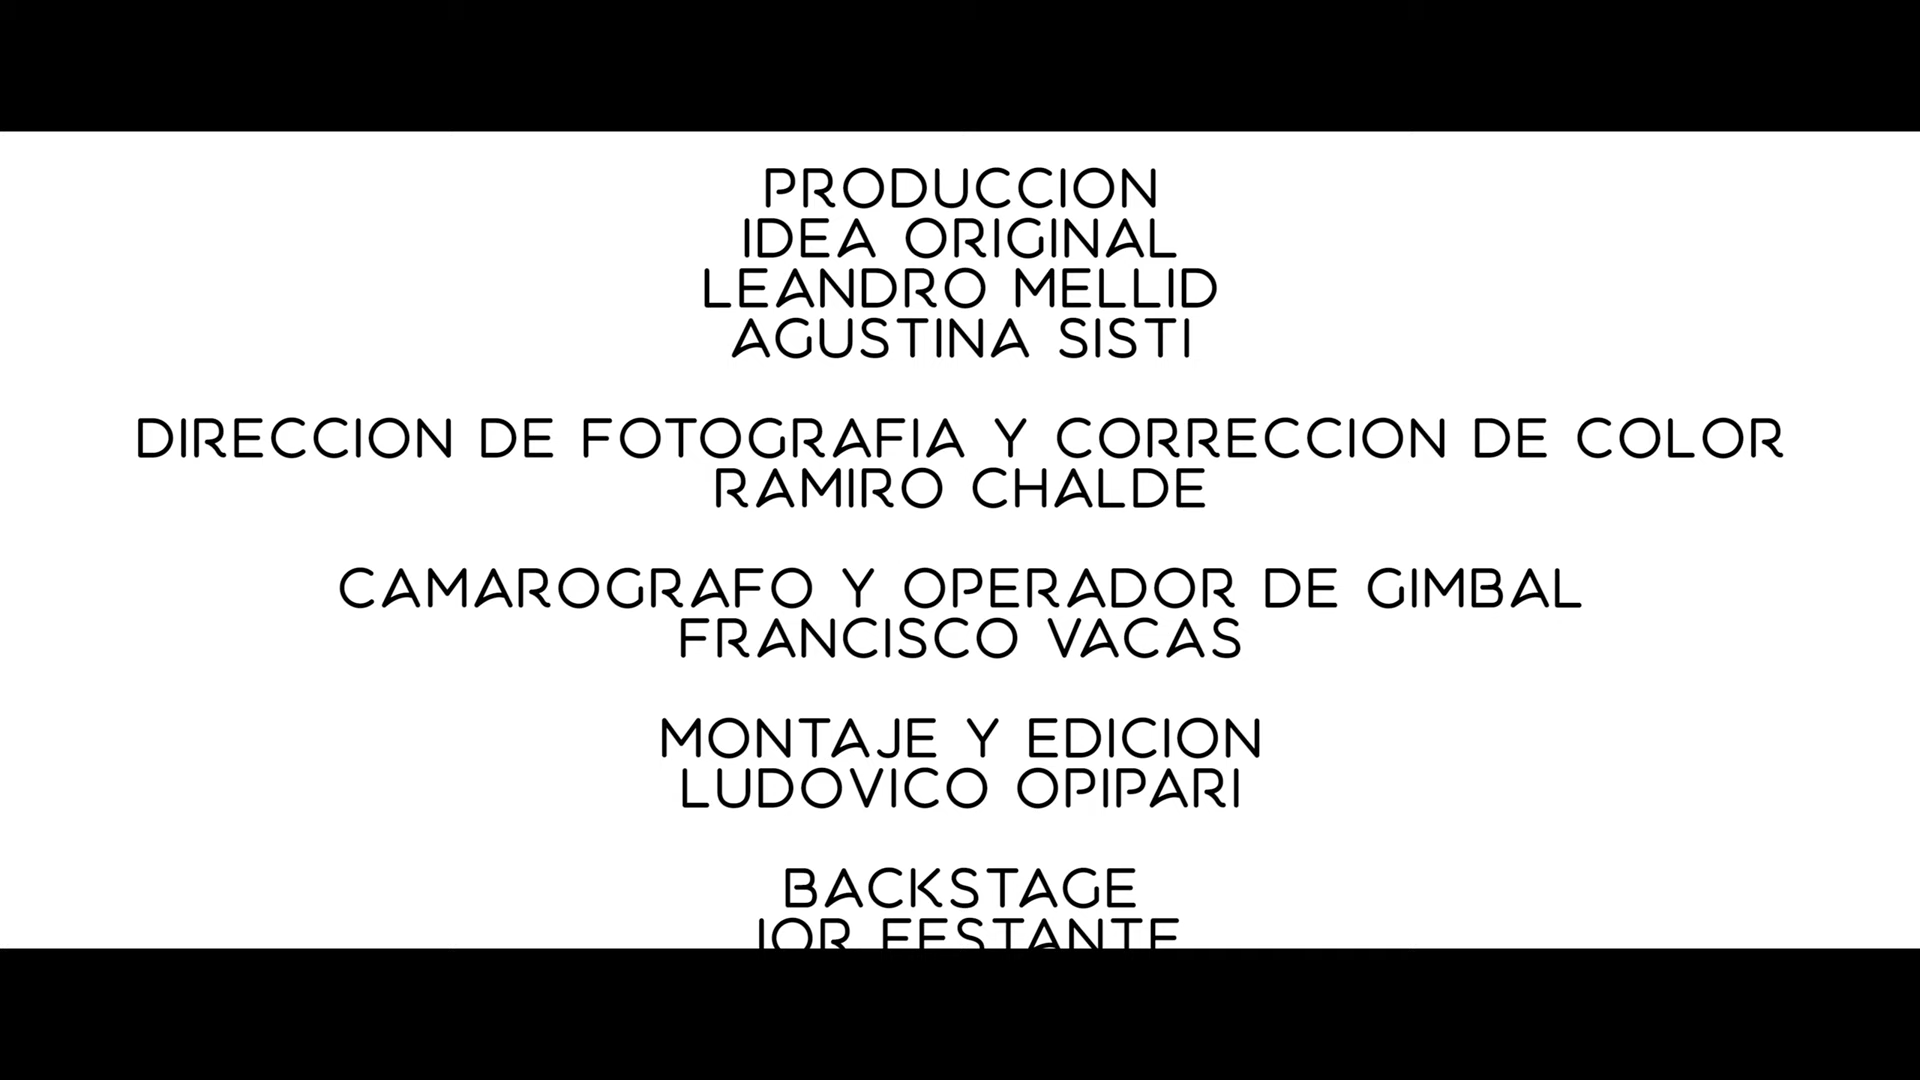 PRODUCCION
IDEA ORIGINAL
LEANDRO MELLID
AGUSTINA SISTI
DIRECCION DE FOTOGRAFIA Y CORRECCION DE COLOR
RAMIRO CHALDE
CAMAROGRAFO Y OPERADOR DE GIMBAL
FRANCISCO VACAS
MONTAJE Y EDICION
LUDOVICO OPIPARI
BACKSTAGE